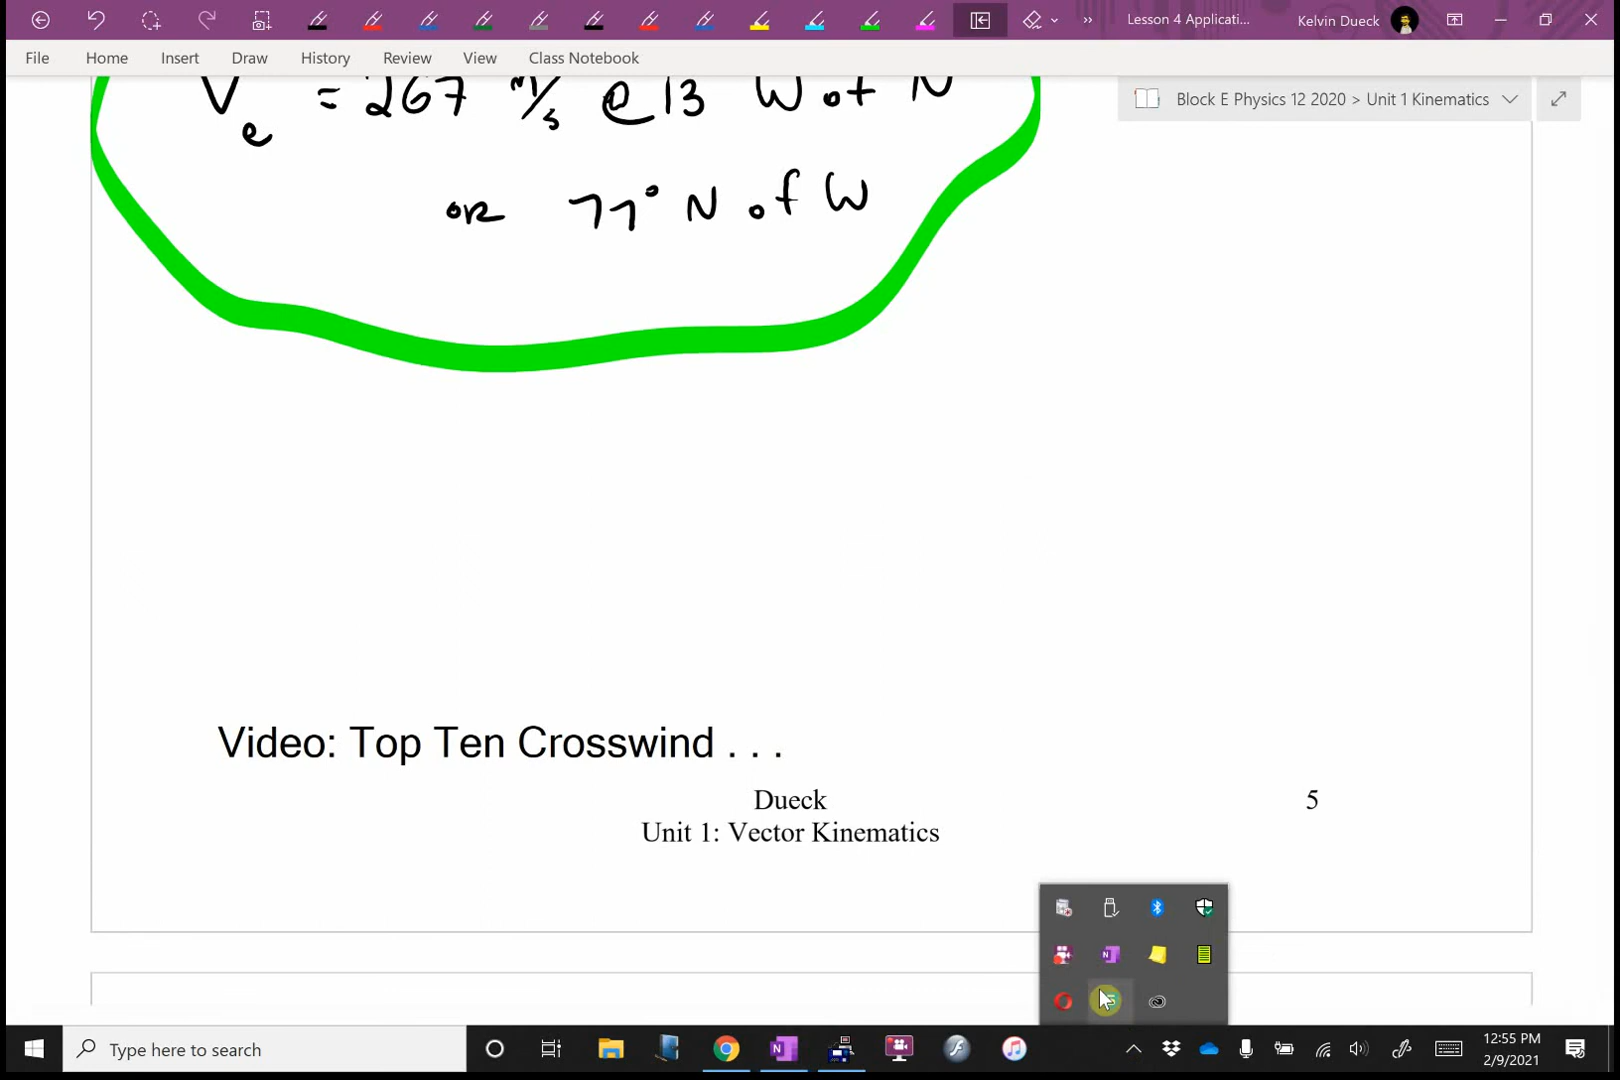 Lesson 4 Applicati...
Kelvin Dueck
File Home Insert Draw History Review View Class Notebook
Block E Physics 12 2020 > Unit 1 Kinematics
Ve = 267 m/s @ 13 W of N
or 77° N of W
Video: Top Ten Crosswind . . .
Dueck
5
Unit 1: Vector Kinematics
Type here to search
12:55 PM
2/9/2021